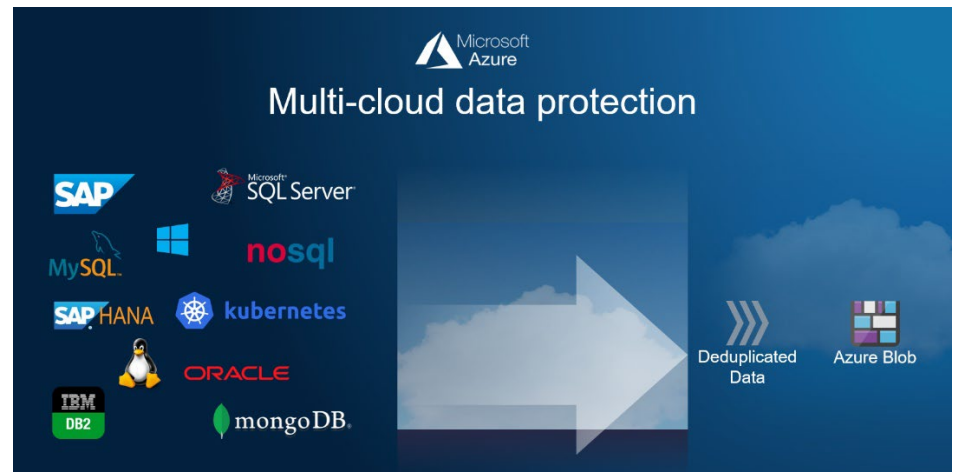 Microsoft
Azure
Multi-cloud data protection
SAP
Microsoft®
SQL Server®
MySQL™
nosql
SAP HANA
kubernetes
ORACLE
IBM
DB2
mongoDB®
Deduplicated
Data
Azure Blob